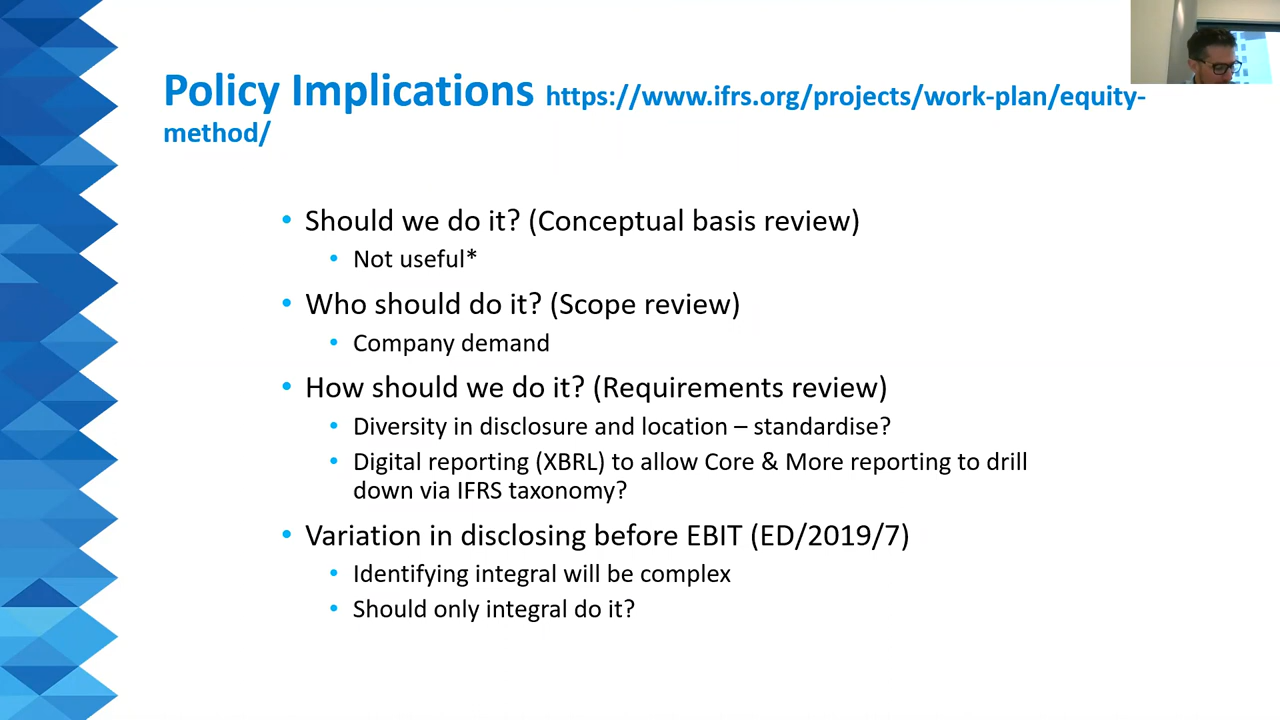 Policy Implications https://www.ifrs.org/projects/work-plan/equity-
method/
• Should we do it? (Conceptual basis review)
• Not useful*
• Who should do it? (Scope review)
• Company demand
• How should we do it? (Requirements review)
• Diversity in disclosure and location – standardise?
• Digital reporting (XBRL) to allow Core & More reporting to drill
down via IFRS taxonomy?
• Variation in disclosing before EBIT (ED/2019/7)
• Identifying integral will be complex
• Should only integral do it?